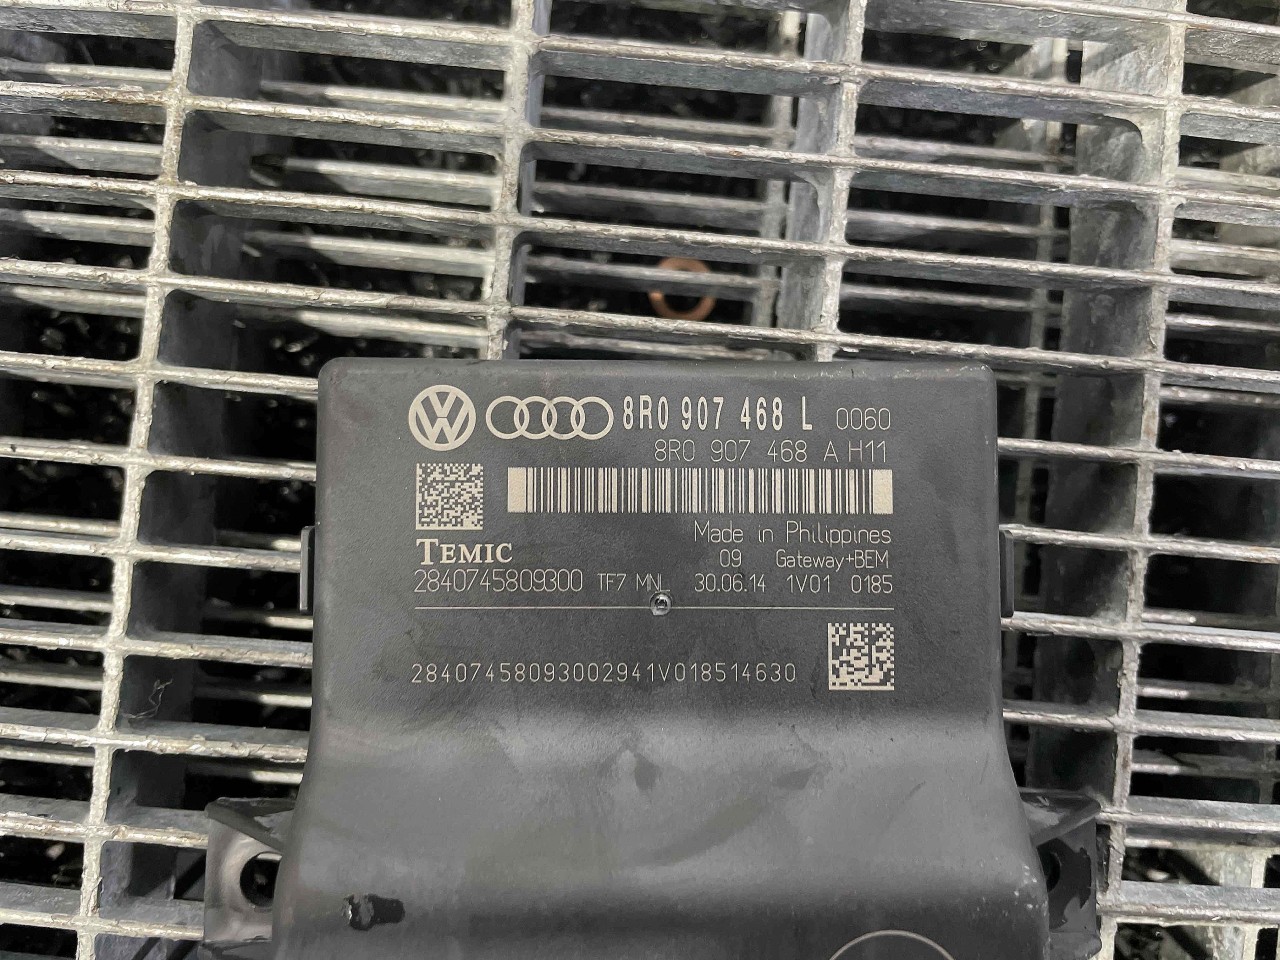 8R0 907 468 L 0060
8R0 907 468 A H11
Made in Philippines
TEMIC 09 Gateway+BEM
2840745809300 TF7 MNL 30.06.14 1V01 0185
28407458093002941V018514630